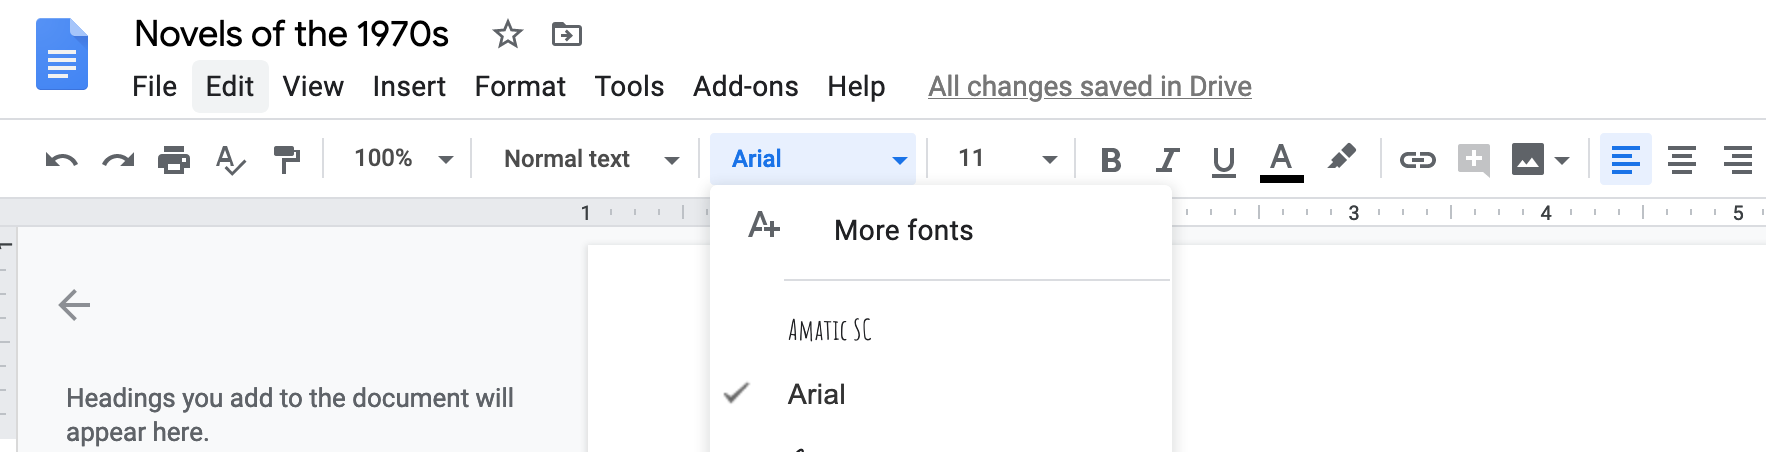 Novels of the 1970s
File Edit View Insert Format Tools Add-ons Help All changes saved in Drive
100% Normal text Arial 11 B I U A
1 3 4 5
More fonts
Amatic SC
Arial
Headings you add to the document will
appear here.